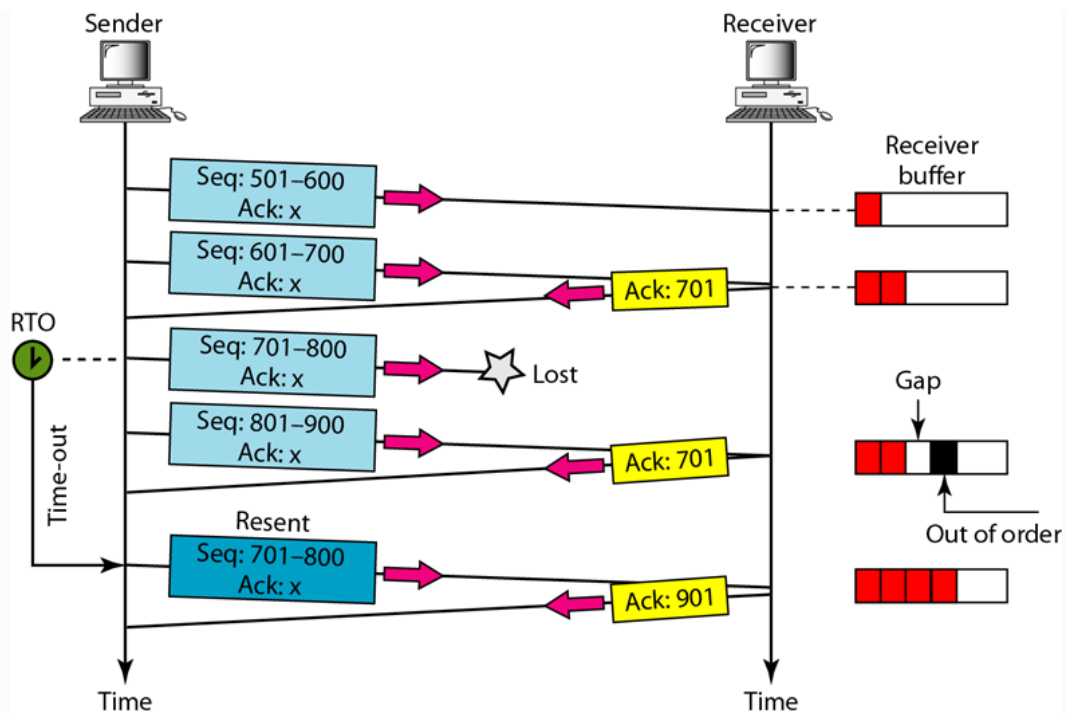 Sender
Receiver
Receiver
buffer
Seq: 501–600
Ack: x
Seq: 601–700
Ack: x
Ack: 701
RTO
Seq: 701–800
Ack: x
Lost
Gap
Seq: 801–900
Ack: x
Ack: 701
Time-out
Out of order
Resent
Seq: 701–800
Ack: x
Ack: 901
Time
Time